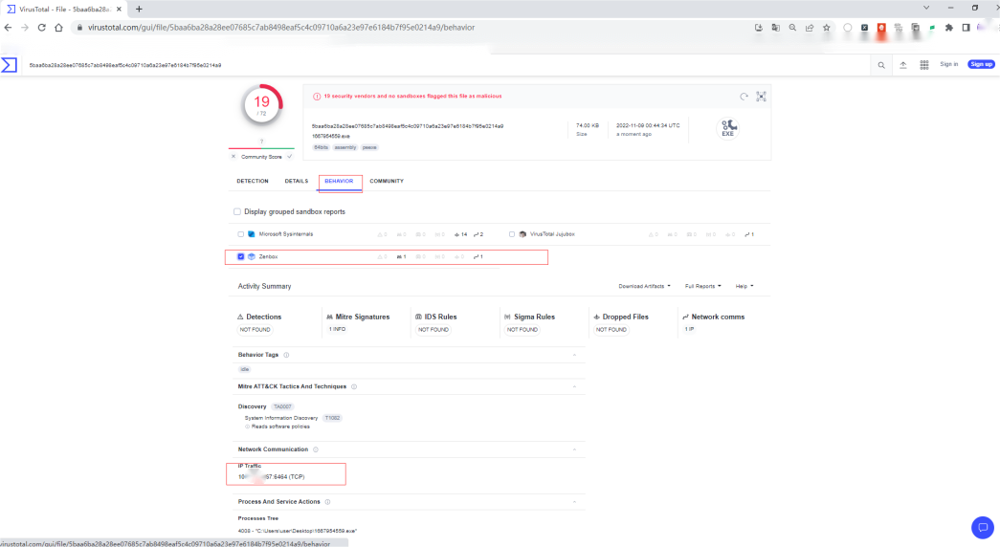 VirusTotal - File - 5baa6ba28a
virustotal.com/gui/file/5baa6ba28a28ee07685c7ab8498eaf5c4c09710a6a23e97e6184b7f95e0214a9/behavior
5baa6ba28a28ee07685c7ab8498eaf5c4c09710a6a23e97e6184b7f95e0214a9
Sign in
Sign up
19
/ 72
?
Community Score
19 security vendors and no sandboxes flagged this file as malicious
5baa6ba28a28ee07685c7ab8498eaf5c4c09710a6a23e97e6184b7f95e0214a9
1667954559.exe
64bits assembly peexe
74.00 KB
Size
2022-11-09 00:44:34 UTC
a moment ago
EXE
DETECTION DETAILS BEHAVIOR COMMUNITY
Display grouped sandbox reports
Microsoft Sysinternals 0 0 0 0 14 2
VirusTotal Jujubox 0 0 0 0 0 1
Zenbox 0 1 0 0 0 1
Activity Summary
Download Artifacts Full Reports Help
Detections Mitre Signatures IDS Rules Sigma Rules Dropped Files Network comms
NOT FOUND 1 INFO NOT FOUND NOT FOUND NOT FOUND 1 IP
Behavior Tags
idle
Mitre ATT&CK Tactics And Techniques
Discovery TA0007
System Information Discovery T1082
Reads software policies
Network Communication
IP Traffic
57:6464 (TCP)
Process And Service Actions
Processes Tree
4008 - "C:\Users\user\Desktop\1667954559.exe"
virustotal.com/gui/file/5baa6ba28a28ee07685c7ab8498eaf5c4c09710a6a23e97e6184b7f95e0214a9/behavior